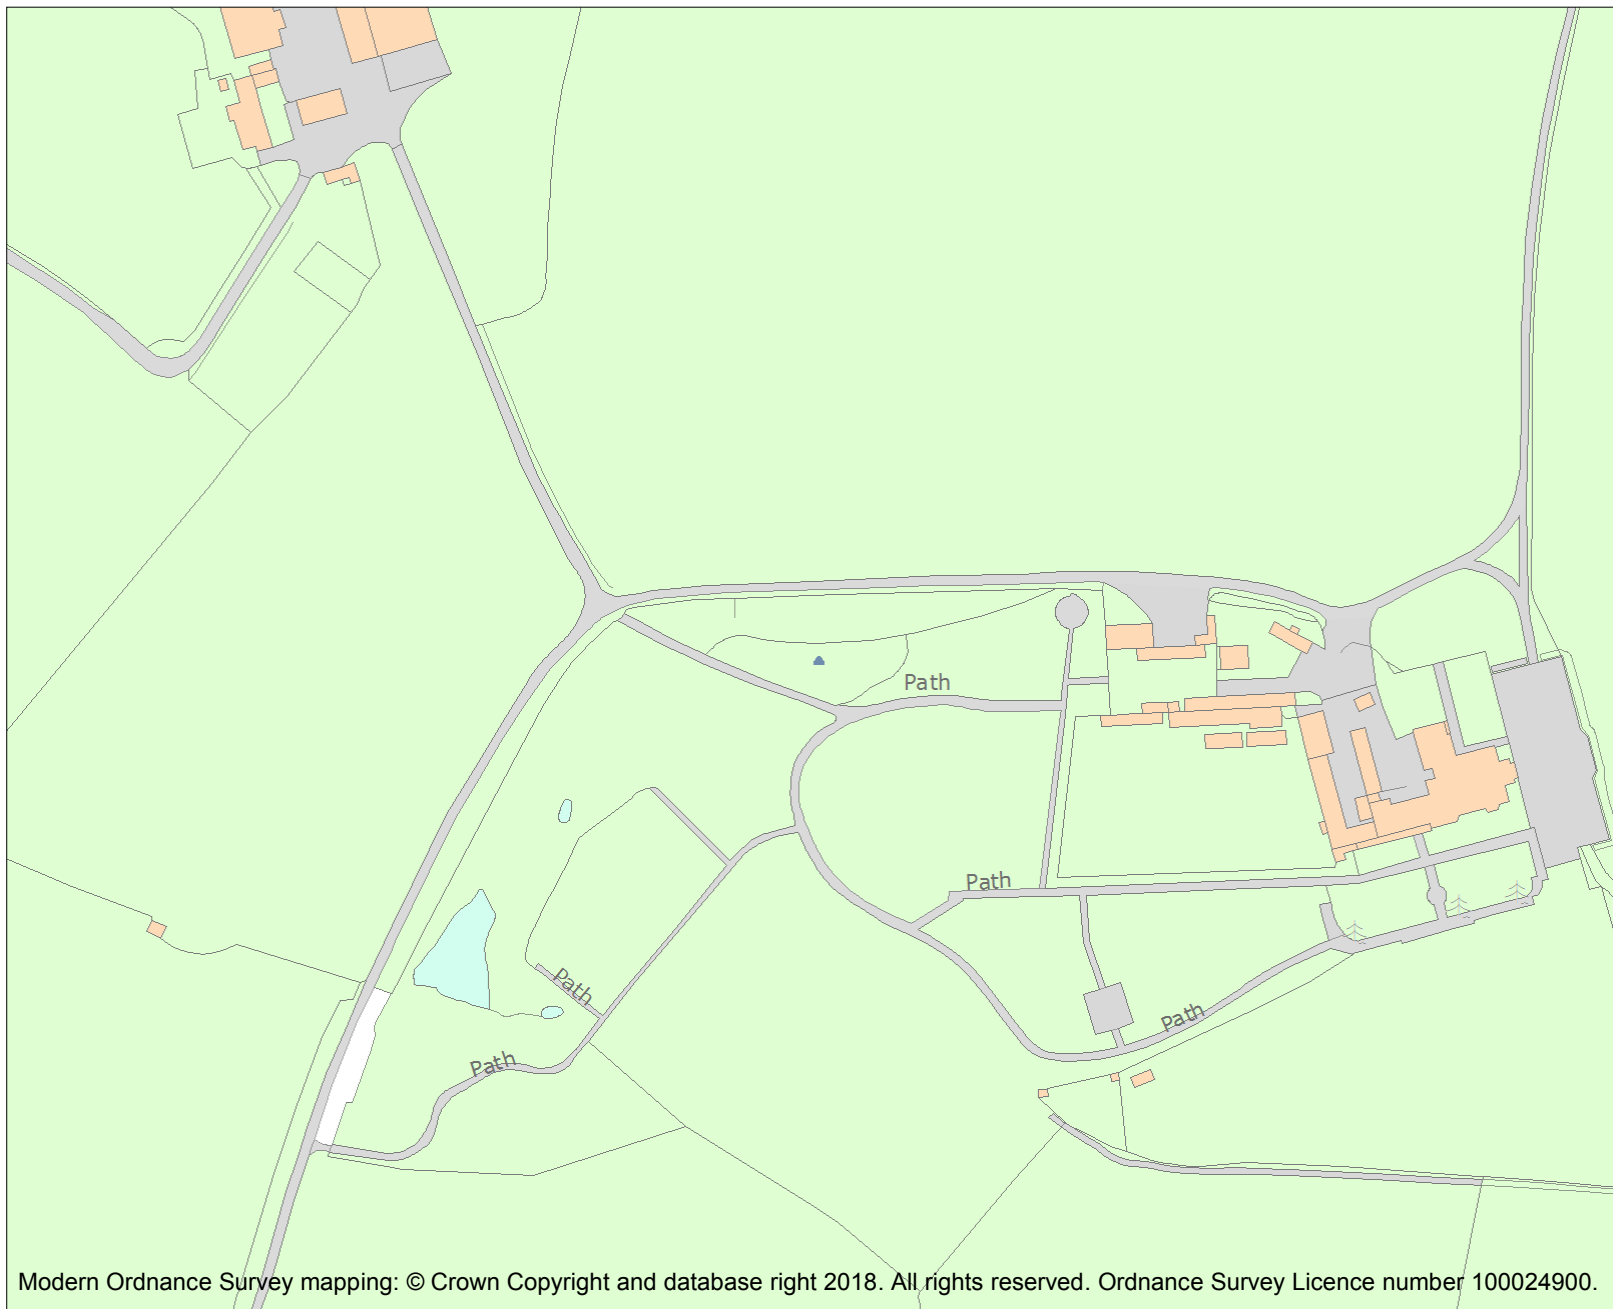 Path
Path
Path
Path
Path
Modern Ordnance Survey mapping: © Crown Copyright and database right 2018. All rights reserved. Ordnance Survey Licence number 100024900.